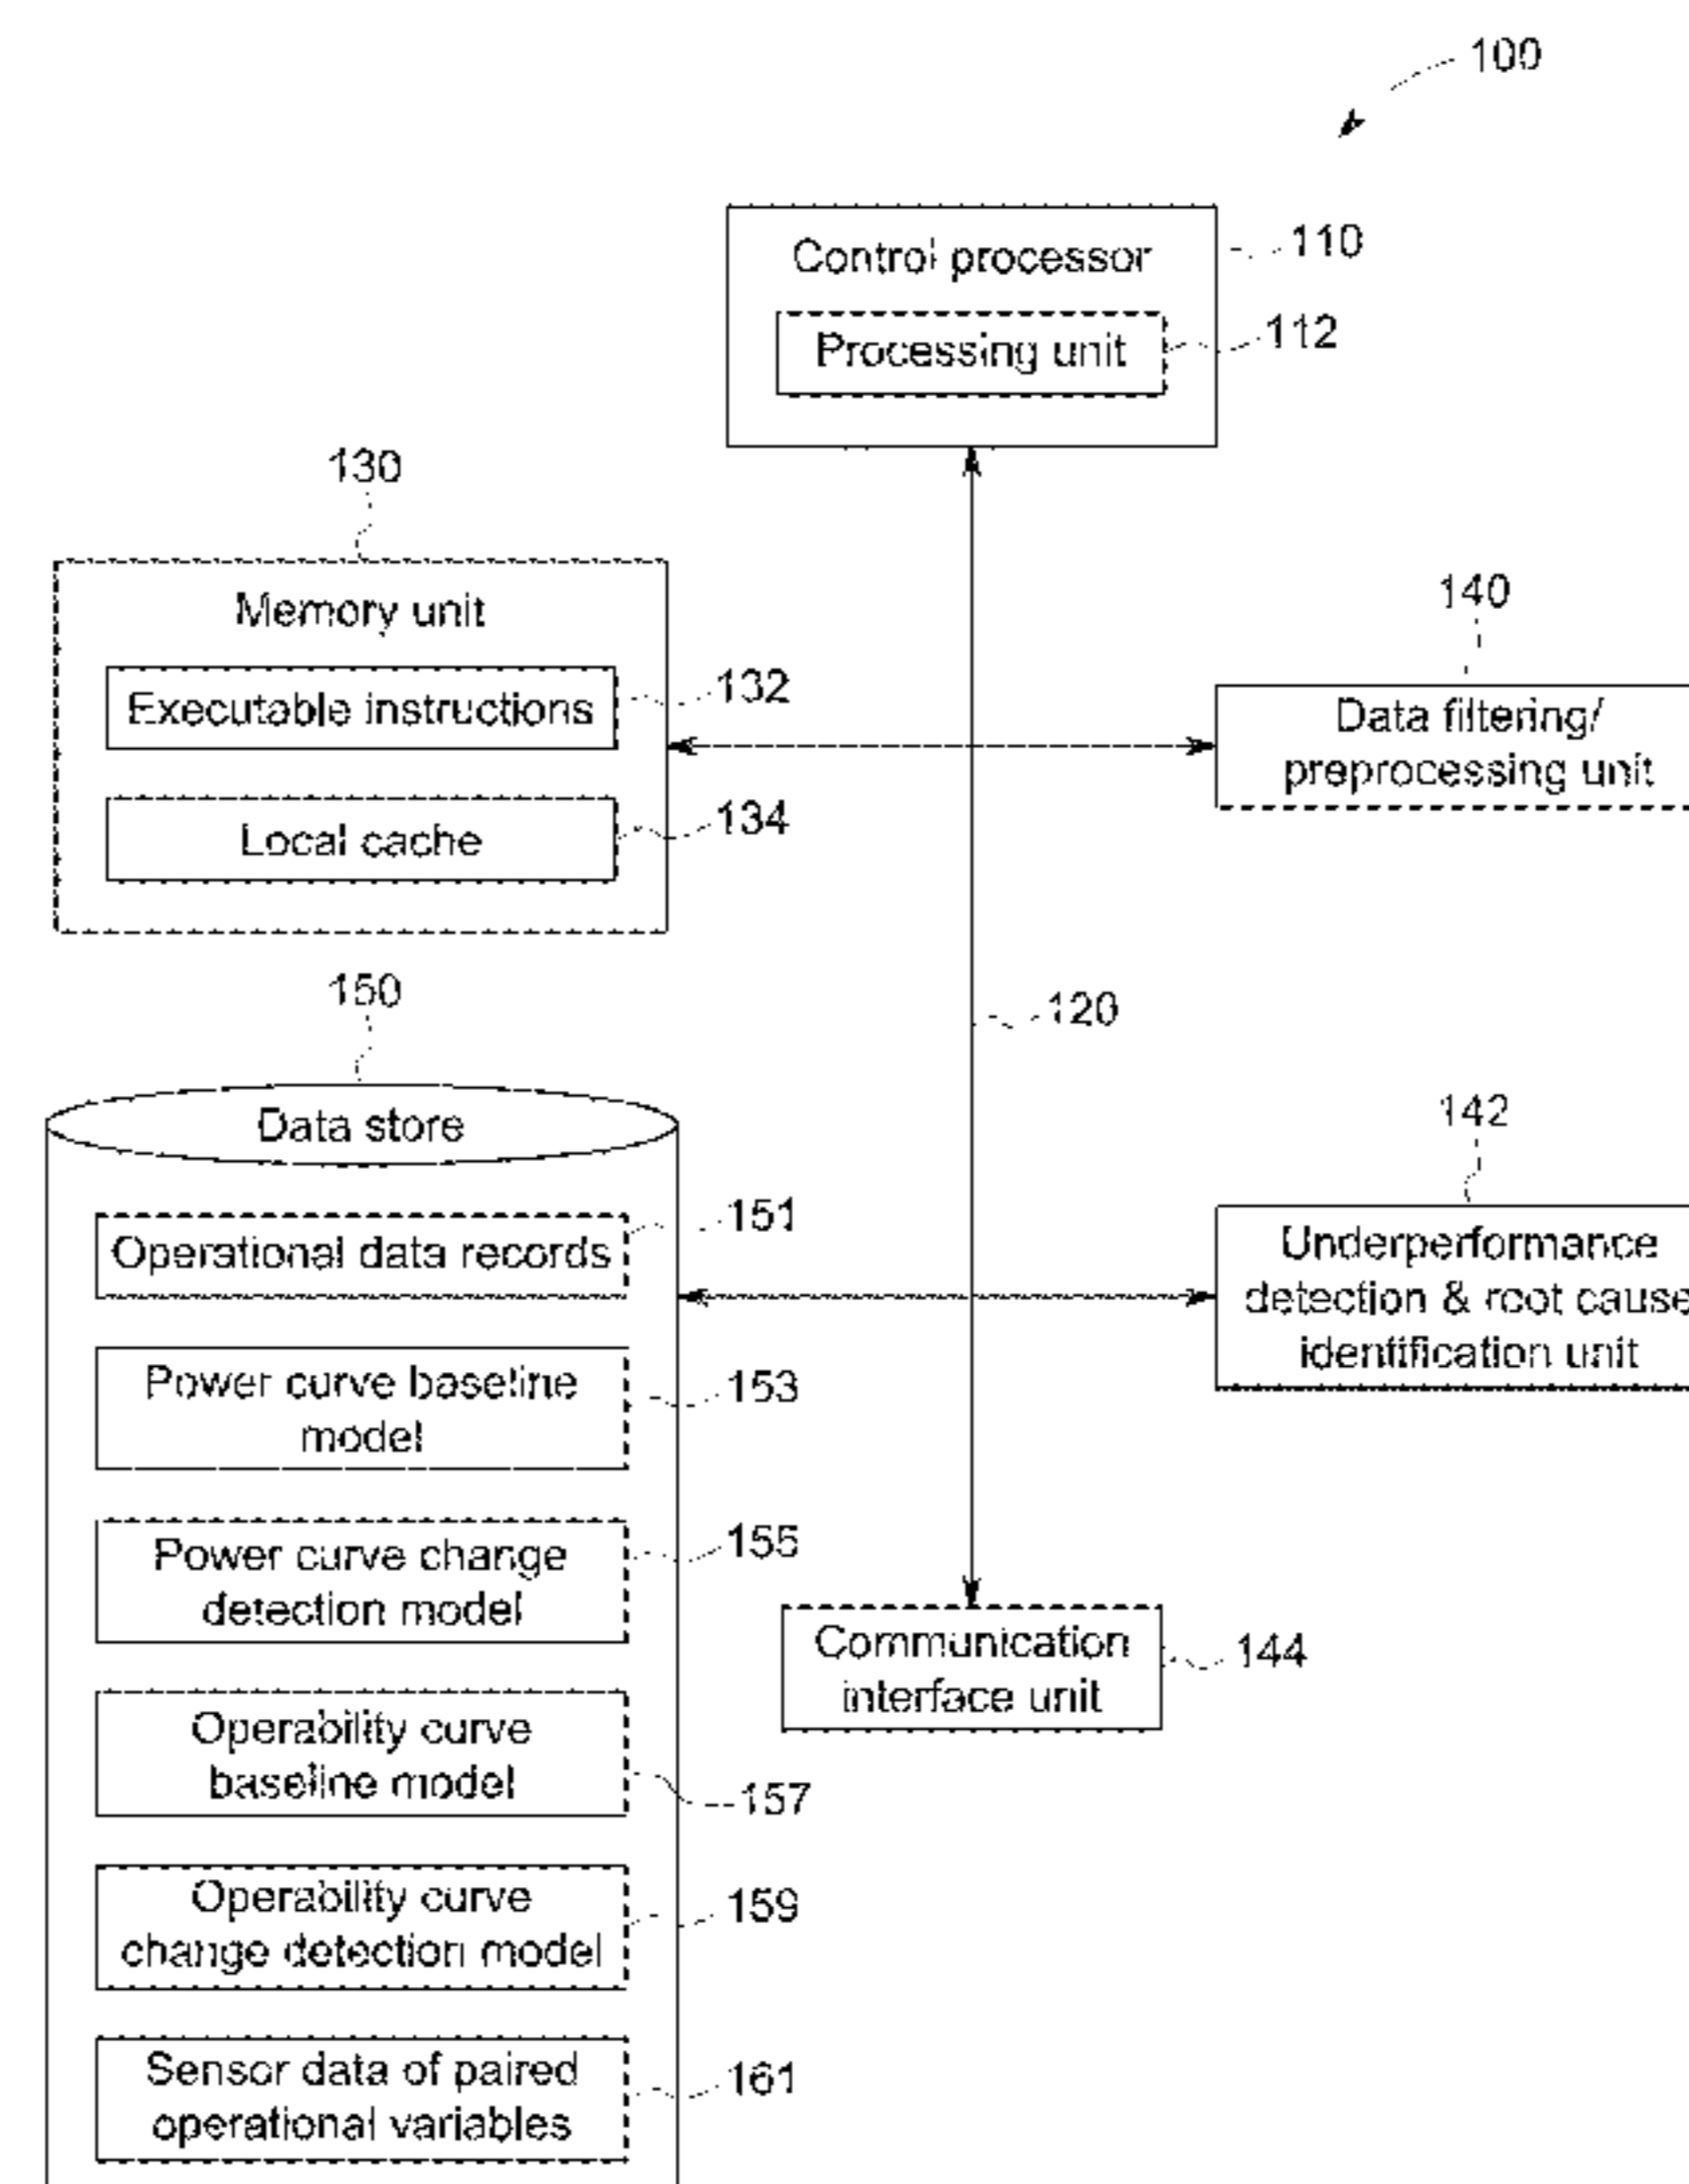 100
Control processor
110
Processing unit
112
130
Memory unit
Executable instructions
132
Local cache
134
140
Data filtering/
preprocessing unit
120
150
Data store
Operational data records
151
Power curve baseline
model
153
Power curve change
detection model
155
Operability curve
baseline model
157
Operability curve
change detection model
159
Sensor data of paired
operational variables
161
142
Underperformance
detection & root cause
identification unit
Communication
interface unit
144